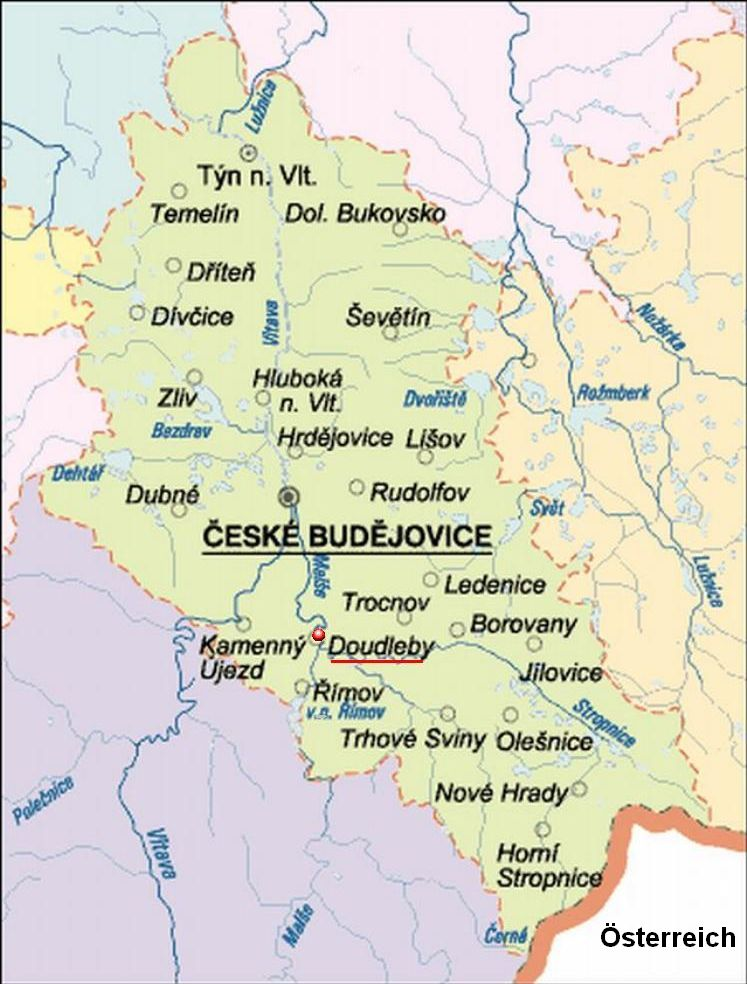 Lužnice
Týn n. Vlt.
Temelín
Dol. Bukovsko
Dříteň
Dívčice
Vltava
Ševětín
Nežárka
Hluboká
n. Vlt.
Zliv
Dvořiště
Rožmberk
Bezdrev
Hrdějovice
Lišov
Dehtář
Dubné
Rudolfov
Svět
ČESKÉ BUDĚJOVICE
Malše
Lužnice
Ledenice
Trocnov
Borovany
Kamenný
Újezd
Doudleby
Jílovice
Římov
v.n. Římov
Stropnice
Trhové Sviny
Olešnice
Polečnice
Nové Hrady
Vltava
Horní
Stropnice
Malše
Černá
Österreich